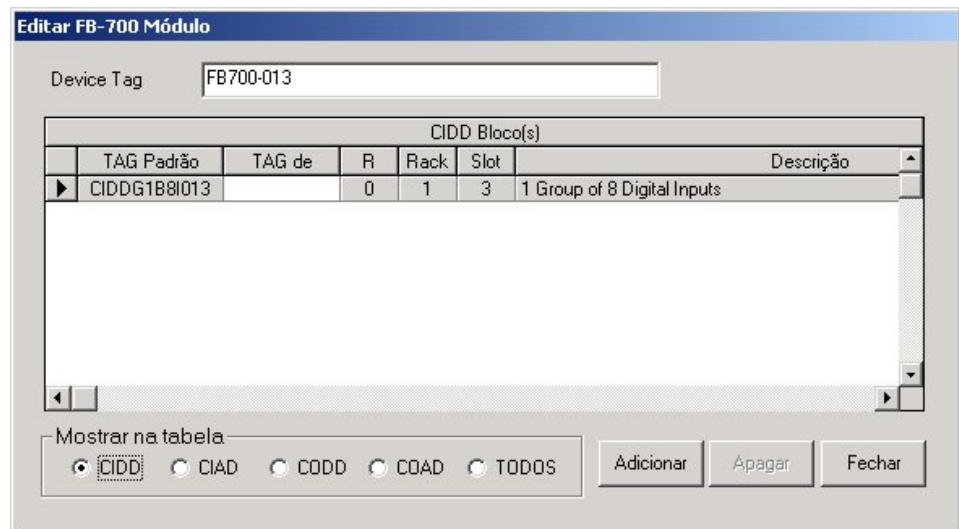 Editar FB-700 Módulo
Device Tag FB700-013
CIDD Bloco(s)
TAG Padrão TAG de R Rack Slot Descrição
CIDDG1B8I013 0 1 3 1 Group of 8 Digital Inputs
Mostrar na tabela
CIDD CIAD CODD COAD TODOS Adicionar Apagar Fechar